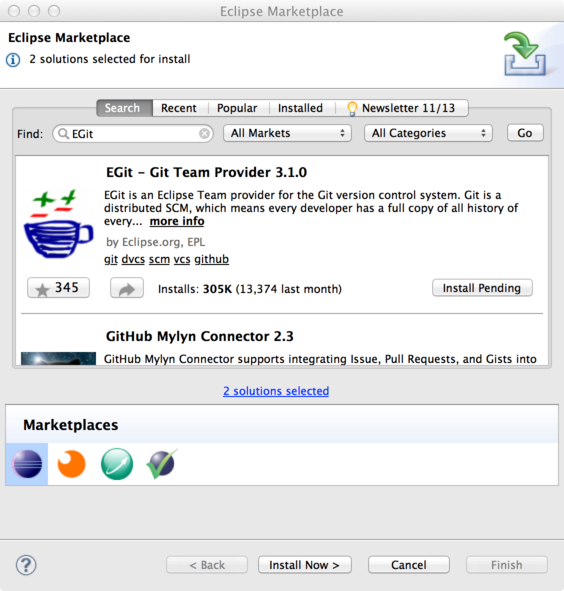 Eclipse Marketplace
Eclipse Marketplace
2 solutions selected for install
Search Recent Popular Installed Newsletter 11/13
Find: EGit All Markets All Categories Go
EGit - Git Team Provider 3.1.0
EGit is an Eclipse Team provider for the Git version control system. Git is a
distributed SCM, which means every developer has a full copy of all history of
every... more info
by Eclipse.org, EPL
git dvcs scm vcs github
345 Installs: 305K (13,374 last month) Install Pending
GitHub Mylyn Connector 2.3
GitHub Mylyn Connector supports integrating Issue, Pull Requests, and Gists into
2 solutions selected
Marketplaces
? < Back Install Now > Cancel Finish